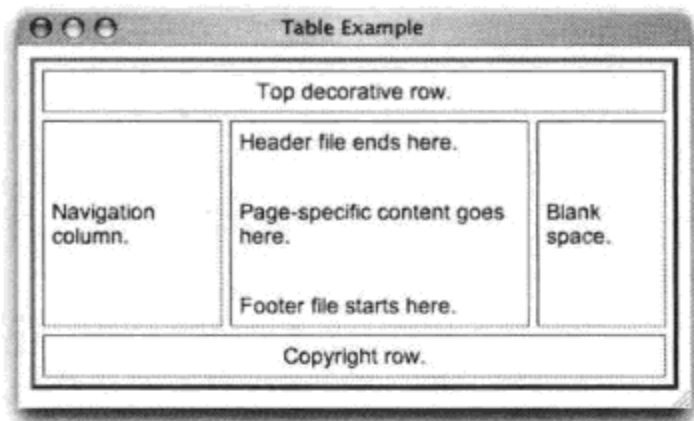 Table Example
Top decorative row.
Navigation
column.
Header file ends here.
Page-specific content goes
here.
Footer file starts here.
Blank
space.
Copyright row.